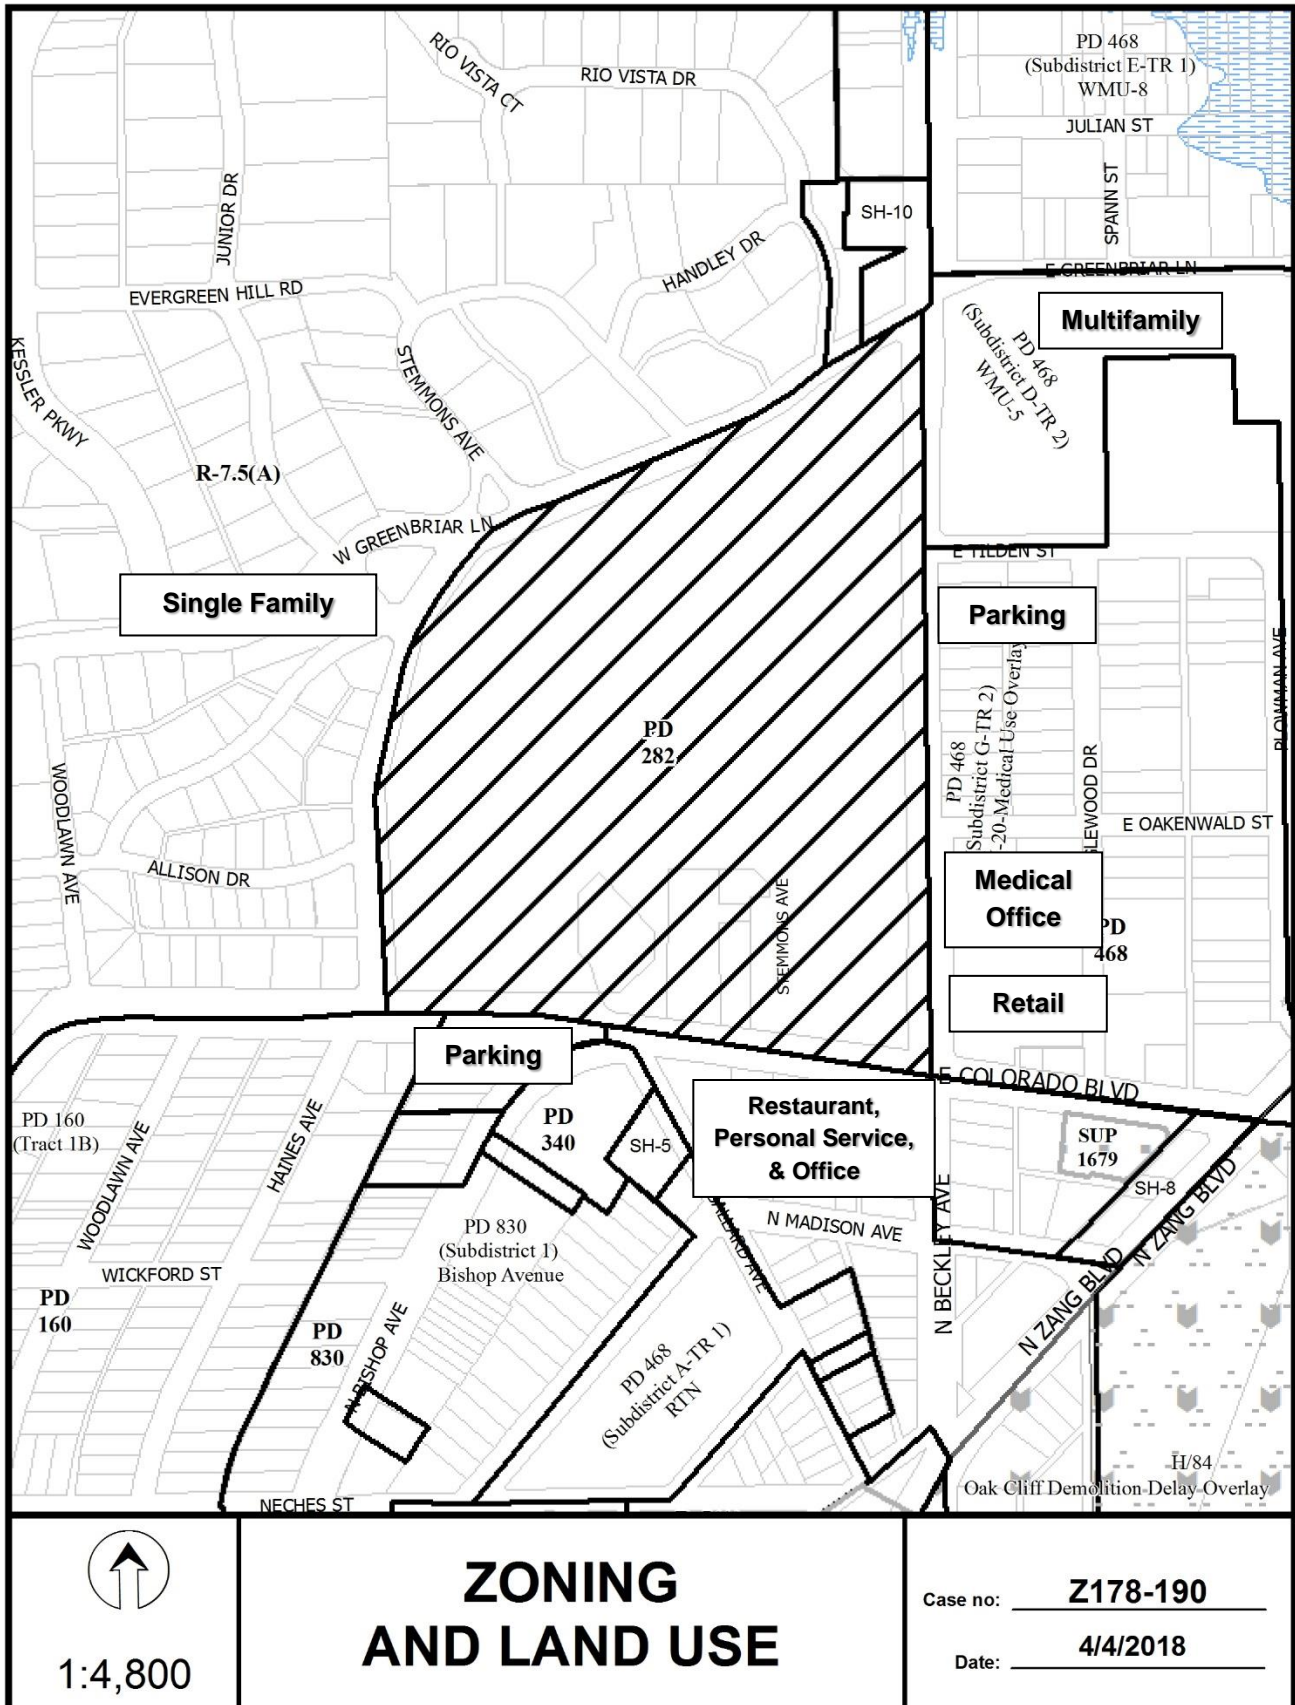 PD 468
(Subdistrict E-TR 1)
WMU-8
RIO VISTA CT
RIO VISTA DR
JULIAN ST
SPANN ST
JUNIOR DR
SH-10
HANDLEY DR
E GREENBRIAR LN
EVERGREEN HILL RD
Multifamily
PD 468
(Subdistrict D-TR 2)
WMU-5
KESSLER PKWY
STEMMONS AVE
R-7.5(A)
W GREENBRIAR LN
E TILDEN ST
Single Family
Parking
PD 468
Subdistrict G-TR 2)
-20-Medical Use Overlay
PLOWMAN AVE
PD
282
WOODLAWN AVE
LEWOOD DR
E OAKENWALD ST
ALLISON DR
STEMMONS AVE
Medical
Office
PD
468
Retail
Parking
E COLORADO BLVD
PD 160
(Tract 1B)
WOODLAWN AVE
HAINES AVE
PD
340
SH-5
Restaurant,
Personal Service,
& Office
SUP
1679
SH-8
N ZANG BLVD
N BECKLEY AVE
ALLARD AVE
N MADISON AVE
PD 830
(Subdistrict 1)
Bishop Avenue
WICKFORD ST
PD
160
PD
830
N BISHOP AVE
N ZANG BLVD
PD 468
(Subdistrict A-TR 1)
RTN
H/84
Oak Cliff Demolition Delay Overlay
NECHES ST
1:4,800
ZONING
AND LAND USE
Case no: Z178-190
Date: 4/4/2018